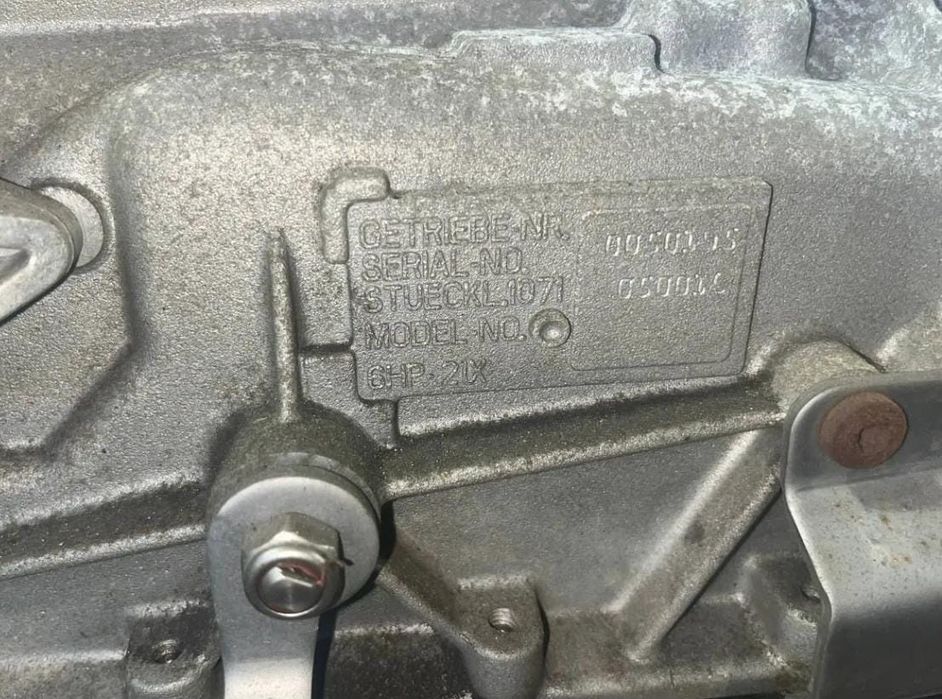 GETRIEBE-NR.
SERIAL-NO.
STUECKL.1071
MODEL-NO.
6HP-21X